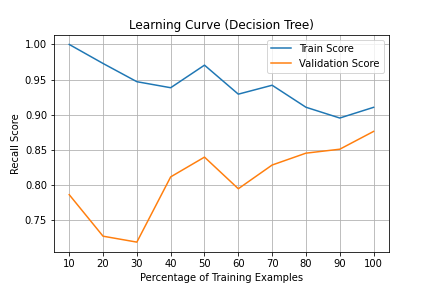 Learning Curve (Decision Tree)
Train Score
Validation Score
Recall Score
1.00
0.95
0.90
0.85
0.80
0.75
10 20 30 40 50 60 70 80 90 100
Percentage of Training Examples